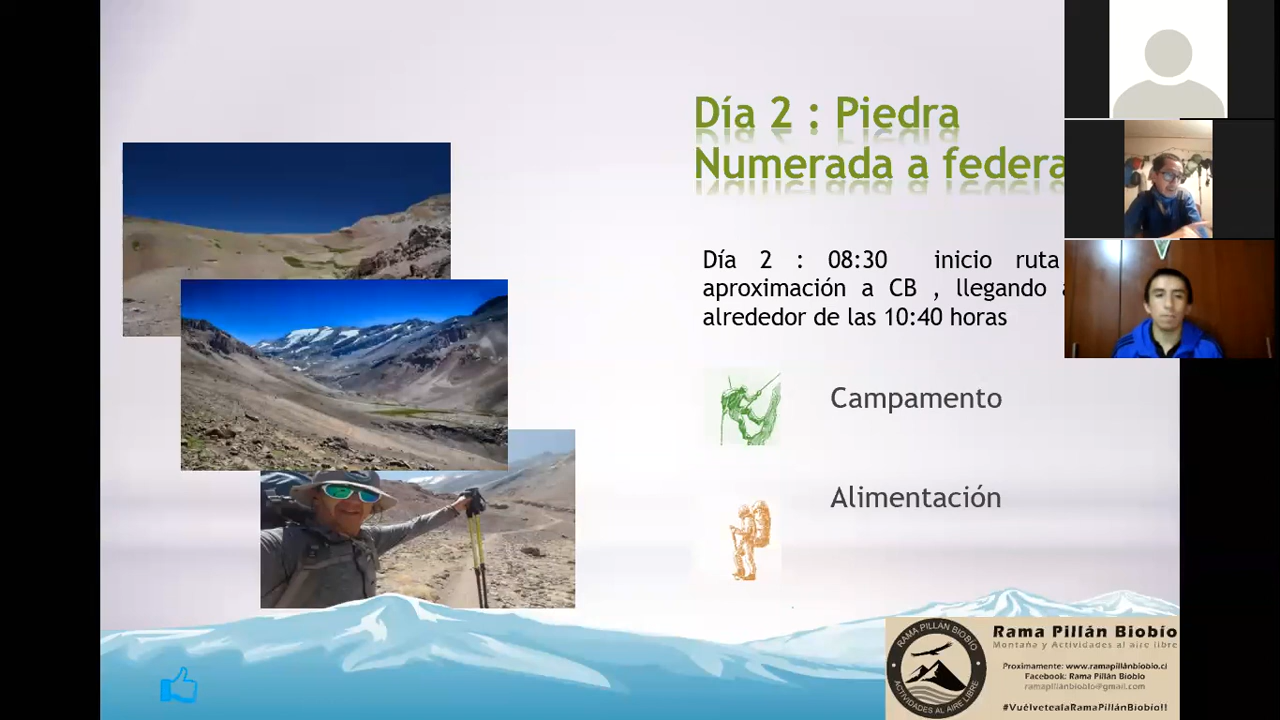 Día 2 : Piedra
Numerada a federa
Día 2 : 08:30 inicio ruta
aproximación a CB , llegando a
alrededor de las 10:40 horas
Campamento
Alimentación
RAMA PILLÁN BIOBÍO
ACTIVIDADES AL AIRE LIBRE
Rama Pillán Biobío
Montaña y Actividades al aire libre
Proximamente: www.ramapillánbiobío.cl
Facebook: Rama Pillán Biobío
ramapillanbiobio@gmail.com
#VuélvetealaRamaPillánBiobío!!